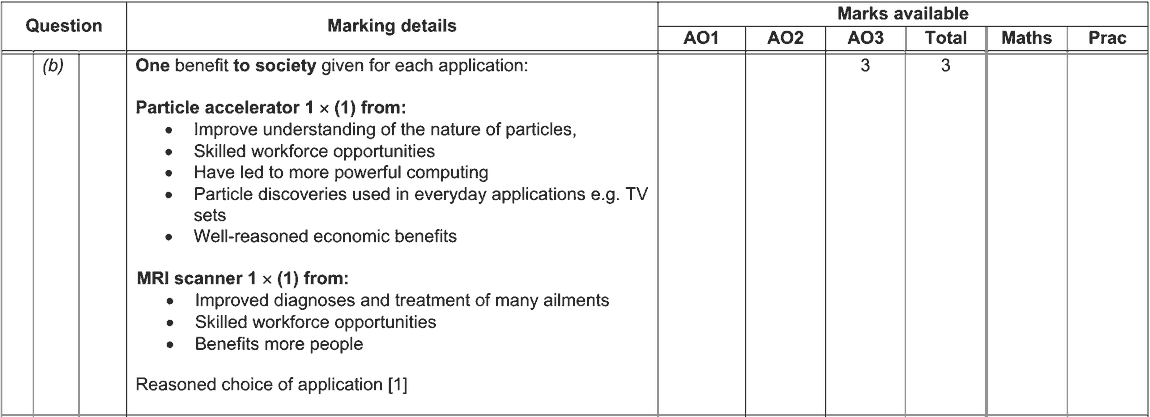 Question Marking details Marks available
AO1 AO2 AO3 Total Maths Prac
(b) One benefit to society given for each application: 3 3
Particle accelerator 1 × (1) from:
• Improve understanding of the nature of particles,
• Skilled workforce opportunities
• Have led to more powerful computing
• Particle discoveries used in everyday applications e.g. TV
sets
• Well-reasoned economic benefits
MRI scanner 1 × (1) from:
• Improved diagnoses and treatment of many ailments
• Skilled workforce opportunities
• Benefits more people
Reasoned choice of application [1]